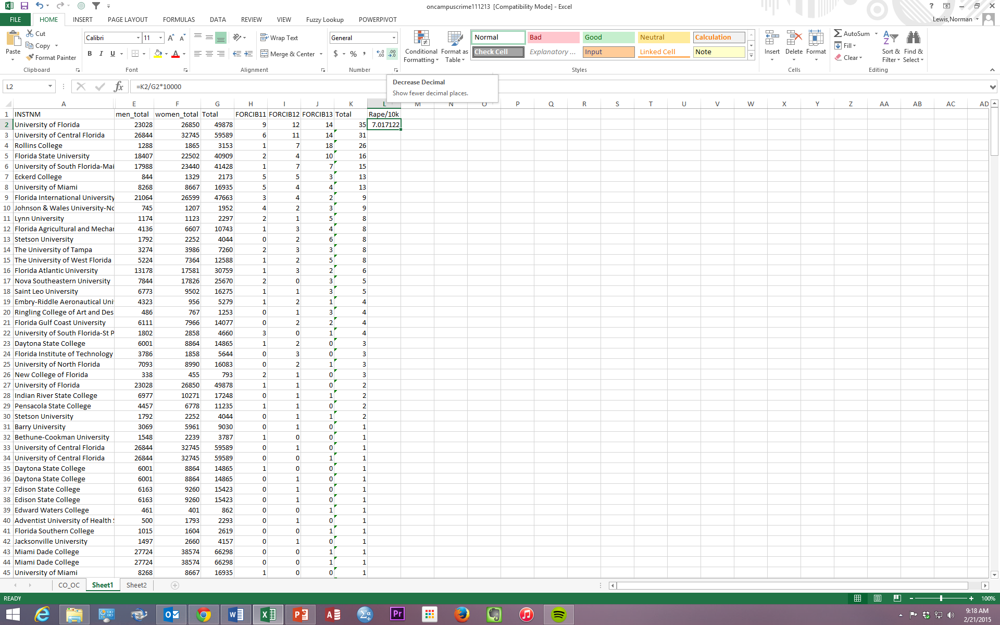 oncampuscrime111213 [Compatibility Mode] - Excel
FILE HOME INSERT PAGE LAYOUT FORMULAS DATA REVIEW VIEW Fuzzy Lookup POWERPIVOT Lewis,Norman
Paste Cut Copy Format Painter Clipboard
Calibri 11 B I U Font
Wrap Text Merge & Center Alignment
General $ % , Number
Conditional Formatting Format as Table
Normal Bad Good Neutral Calculation
Check Cell Explanatory ... Input Linked Cell Note
Styles
Insert Delete Format Cells
AutoSum Fill Clear Sort & Filter Find & Select Editing
L2 fx =K2/G2*10000
Decrease Decimal
Show fewer decimal places.
A E F G H I J K L M N O P Q R S T U V W X Y Z AA AB AC AD
1 INSTNM men_total women_total Total FORCIB11 FORCIB12 FORCIB13 Total Rape/10k
2 University of Florida 23028 26850 49878 9 12 14 35 7.017122
3 University of Central Florida 26844 32745 59589 6 11 14 31
4 Rollins College 1288 1865 3153 1 7 18 26
5 Florida State University 18407 22502 40909 2 4 10 16
6 University of South Florida-Mai 17988 23440 41428 1 7 7 15
7 Eckerd College 844 1329 2173 5 5 3 13
8 University of Miami 8268 8667 16935 5 4 4 13
9 Florida International University 21064 26599 47663 3 4 2 9
10 Johnson & Wales University-No 745 1207 1952 4 2 3 9
11 Lynn University 1174 1123 2297 2 1 5 8
12 Florida Agricultural and Mechar 4136 6607 10743 1 3 4 8
13 Stetson University 1792 2252 4044 0 2 6 8
14 The University of Tampa 3274 3986 7260 2 3 3 8
15 The University of West Florida 5224 7364 12588 1 2 5 8
16 Florida Atlantic University 13178 17581 30759 1 3 2 6
17 Nova Southeastern University 7844 17826 25670 2 0 3 5
18 Saint Leo University 6773 9502 16275 1 1 3 5
19 Embry-Riddle Aeronautical Uni 4323 956 5279 1 2 1 4
20 Ringling College of Art and Des 486 767 1253 0 1 3 4
21 Florida Gulf Coast University 6111 7966 14077 0 2 2 4
22 University of South Florida-St P 1802 2858 4660 3 0 1 4
23 Daytona State College 6001 8864 14865 1 2 0 3
24 Florida Institute of Technology 3786 1858 5644 0 3 0 3
25 University of North Florida 7093 8990 16083 0 2 1 3
26 New College of Florida 338 455 793 2 1 0 3
27 University of Florida 23028 26850 49878 1 1 0 2
28 Indian River State College 6977 10271 17248 0 1 1 2
29 Pensacola State College 4457 6778 11235 1 1 0 2
30 Stetson University 1792 2252 4044 0 1 1 2
31 Barry University 3069 5961 9030 0 1 0 1
32 Bethune-Cookman University 1548 2239 3787 1 0 0 1
33 University of Central Florida 26844 32745 59589 0 1 0 1
34 University of Central Florida 26844 32745 59589 0 0 1 1
35 Daytona State College 6001 8864 14865 1 0 0 1
36 Daytona State College 6001 8864 14865 0 1 0 1
37 Edison State College 6163 9260 15423 0 1 0 1
38 Edison State College 6163 9260 15423 0 1 0 1
39 Edward Waters College 461 401 862 0 0 1 1
40 Adventist University of Health 500 1793 2293 0 1 0 1
41 Florida Southern College 1015 1604 2619 0 0 1 1
42 Jacksonville University 1497 2660 4157 0 1 0 1
43 Miami Dade College 27724 38574 66298 0 0 1 1
44 Miami Dade College 27724 38574 66298 0 0 1 1
45 University of Miami 8268 8667 16935 1 0 0 1
CO_OC Sheet1 Sheet2
READY 100%
9:18 AM
2/21/2015